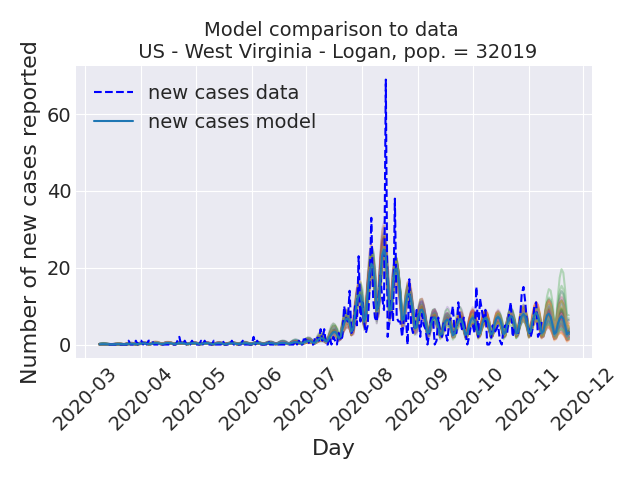 Model comparison to data
US - West Virginia - Logan, pop. = 32019
Number of new cases reported
60
40
20
0
new cases data
new cases model
2020-03
2020-04
2020-05
2020-06
2020-07
2020-08
2020-09
2020-10
2020-11
2020-12
Day